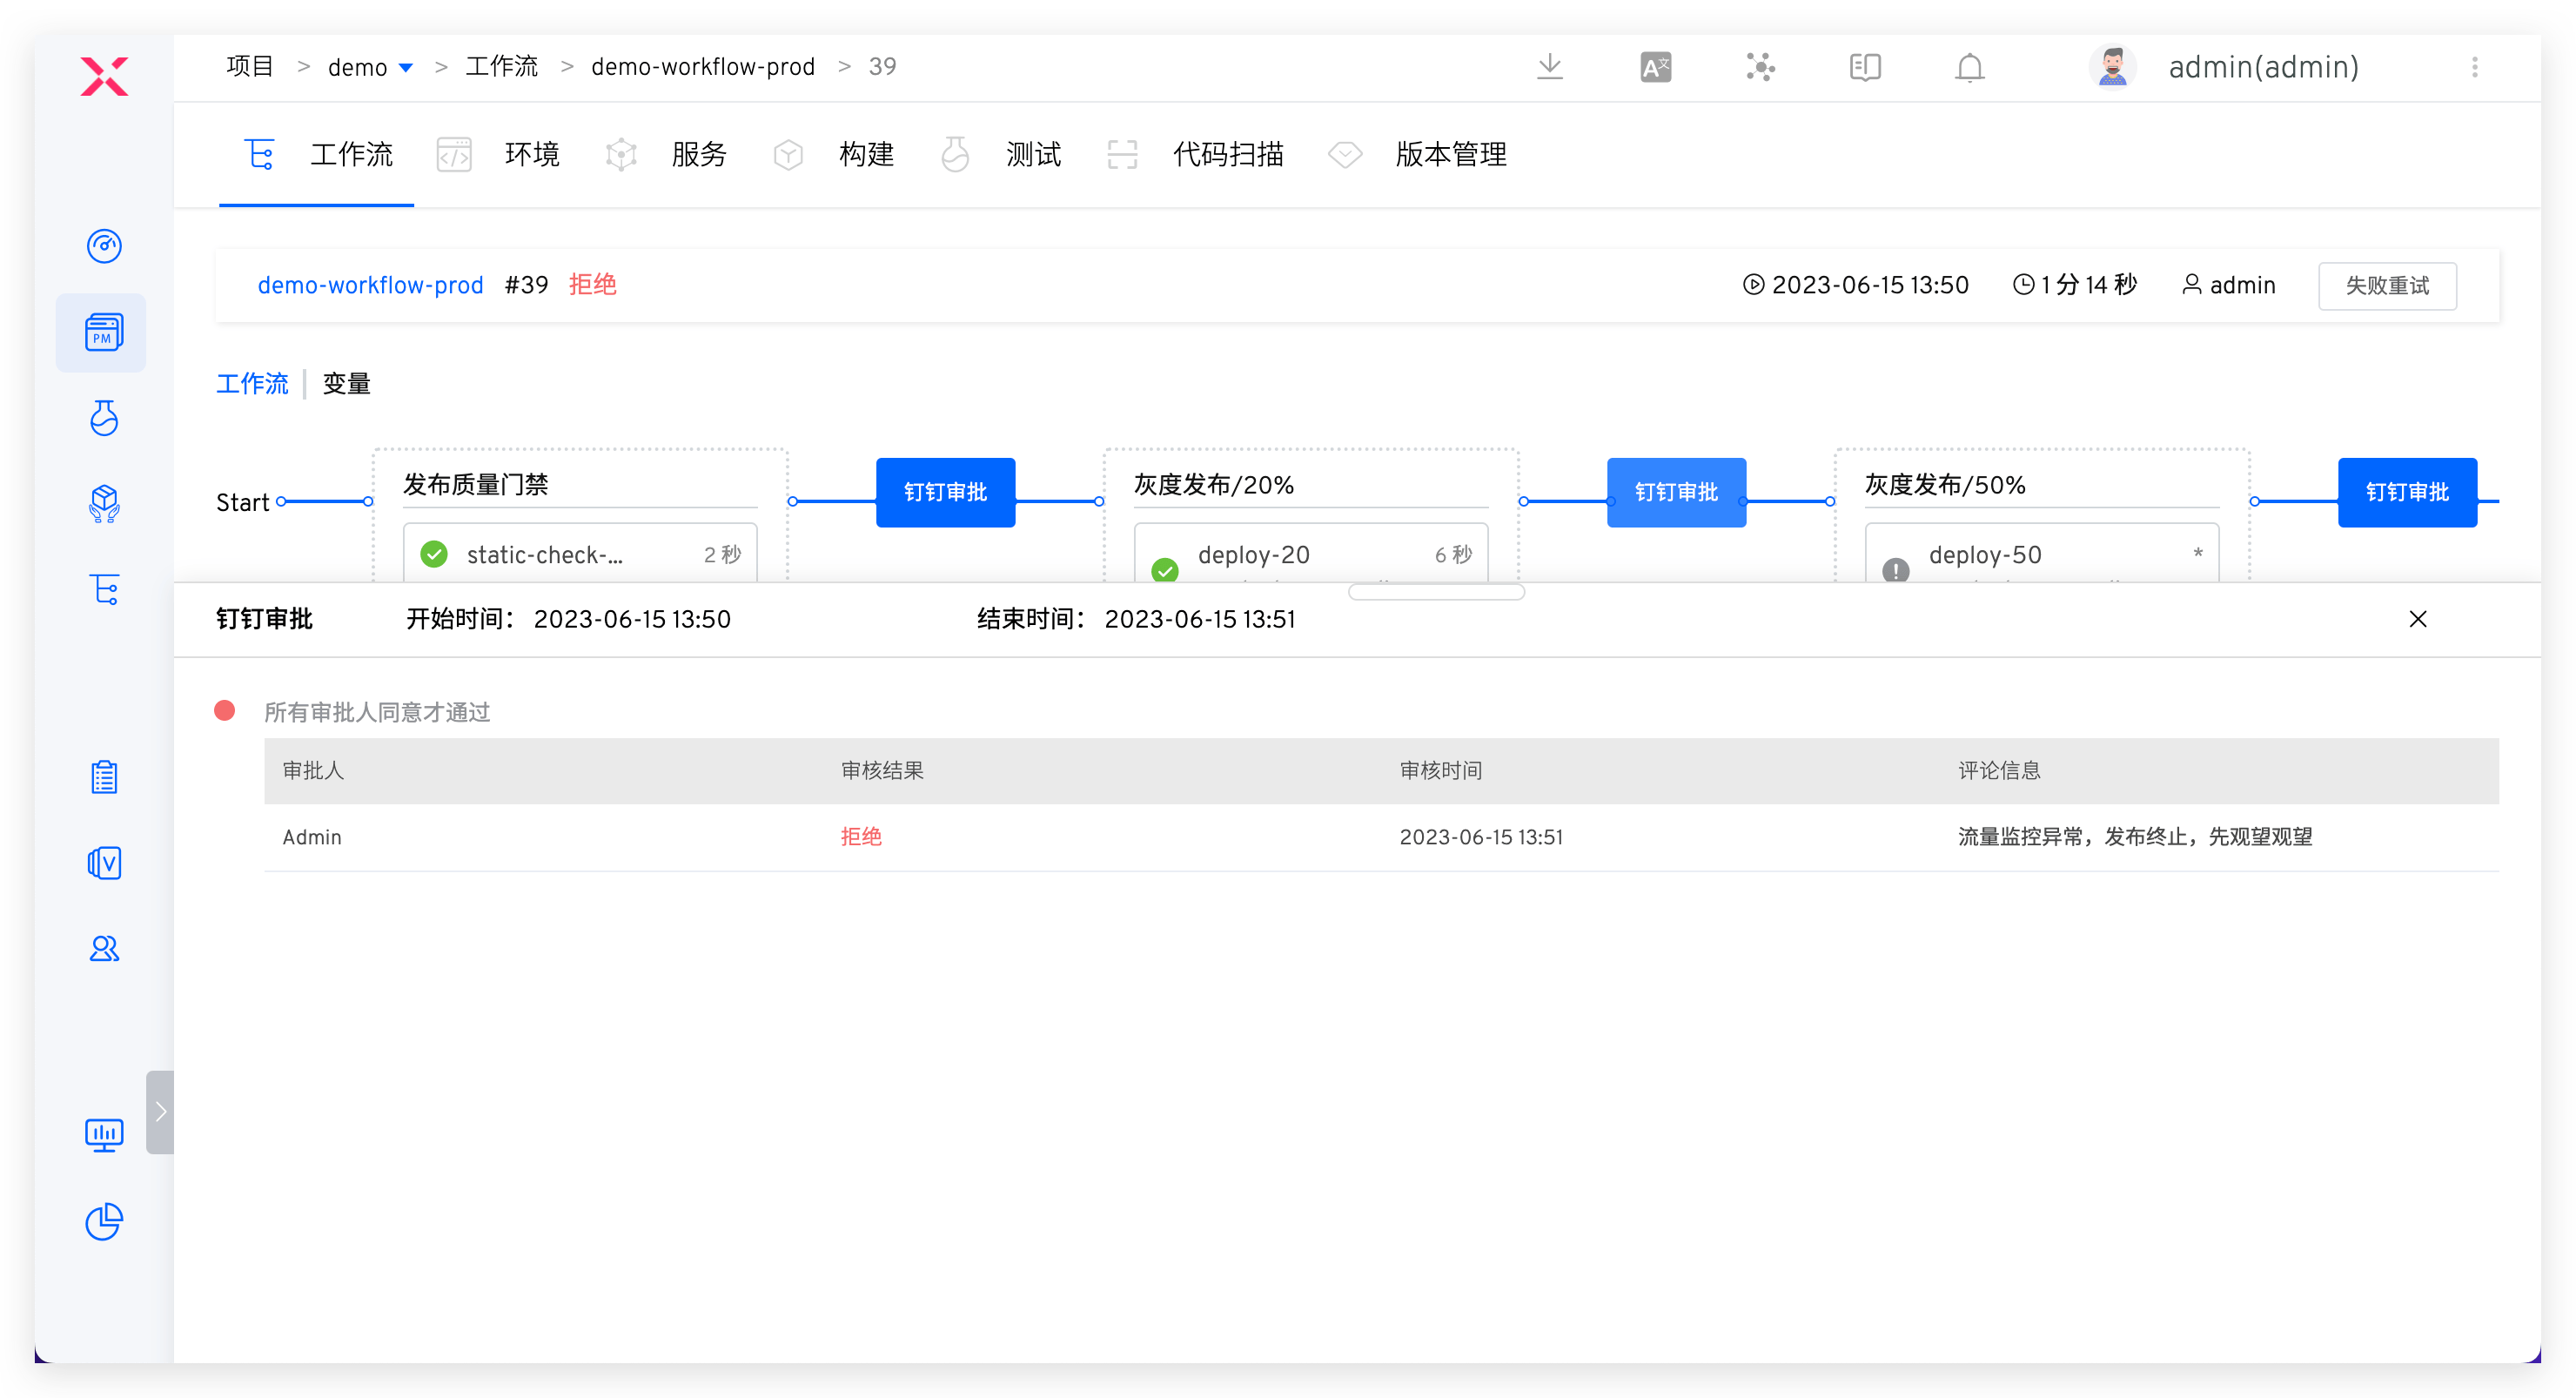 项目 > demo > 工作流 > demo-workflow-prod > 39
admin(admin)
工作流 环境 服务 构建 测试 代码扫描 版本管理
PM
V
demo-workflow-prod #39 拒绝
2023-06-15 13:50 1 分 14 秒 admin 失败重试
工作流 | 变量
Start
发布质量门禁
static-check-... 2 秒
钉钉审批
灰度发布/20%
deploy-20 6 秒
钉钉审批
灰度发布/50%
deploy-50 *
钉钉审批
钉钉审批 开始时间： 2023-06-15 13:50 结束时间： 2023-06-15 13:51
所有审批人同意才通过
审批人 审核结果 审核时间 评论信息
Admin 拒绝 2023-06-15 13:51 流量监控异常，发布终止，先观望观望